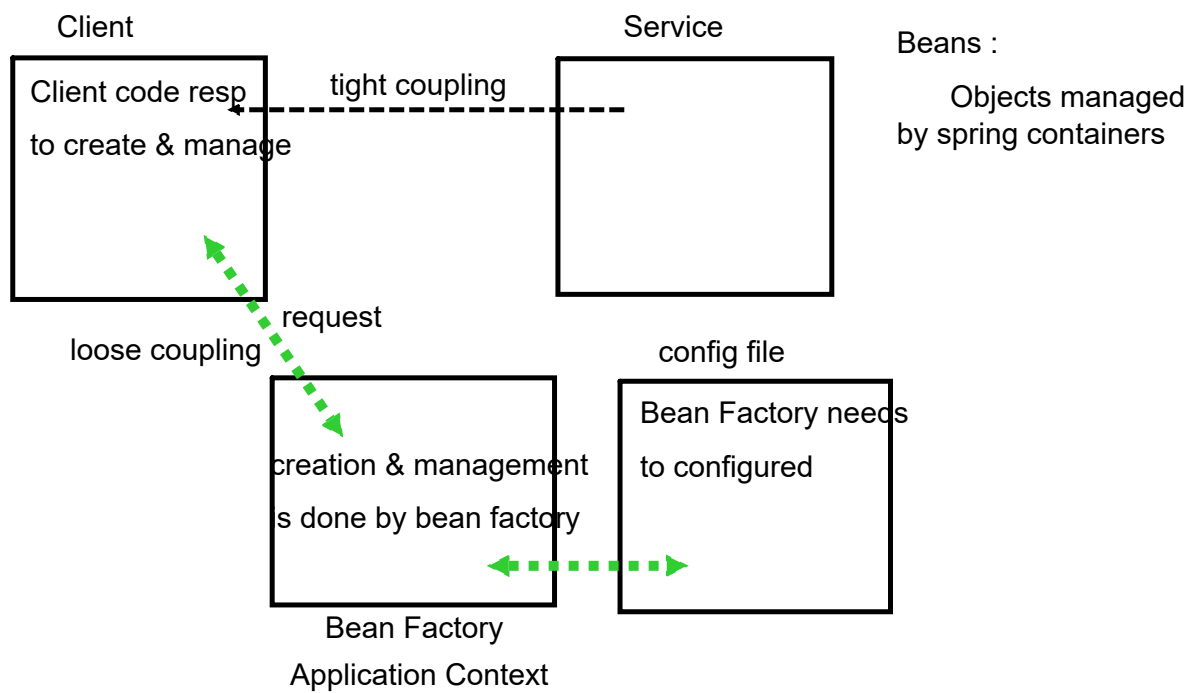 Client
Service
Beans :
Objects managed
by spring containers
Client code resp
to create & manage
tight coupling
request
loose coupling
config file
Bean Factory needs
to configured
creation & management
is done by bean factory
Bean Factory
Application Context